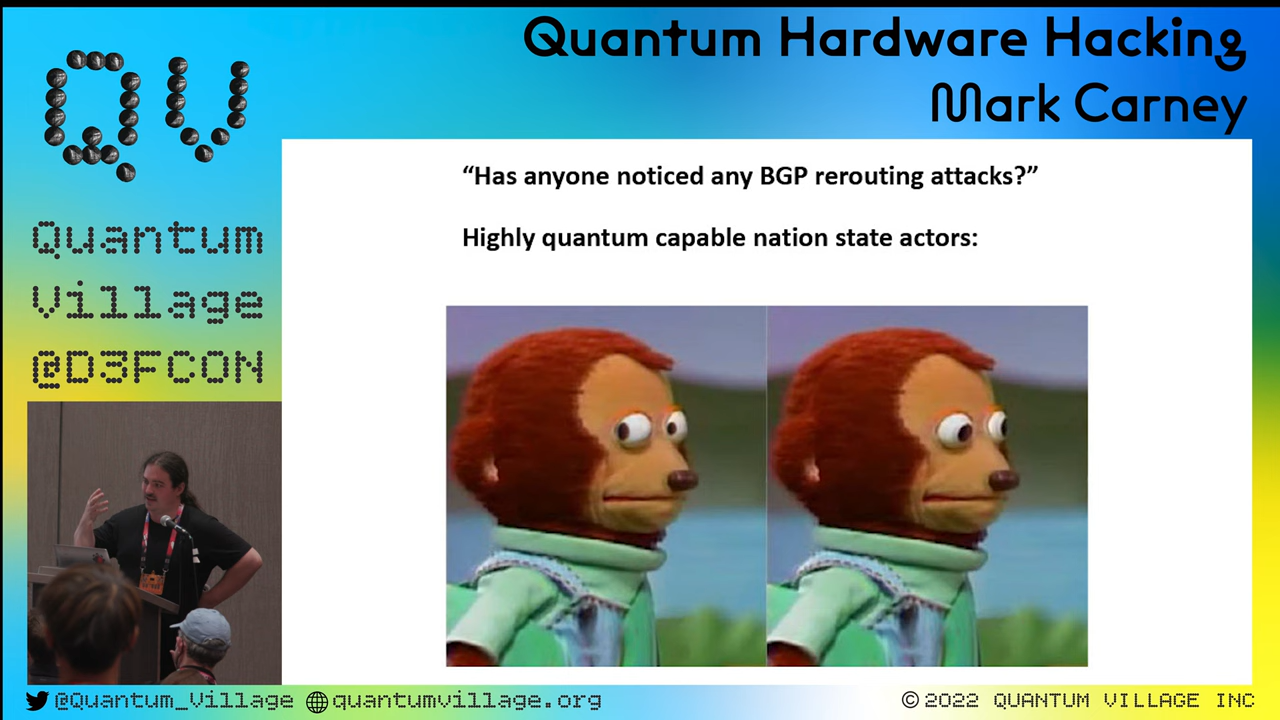 Quantum Hardware Hacking
Mark Carney
QV
Quantum
Village
@D3FCON
“Has anyone noticed any BGP rerouting attacks?”
Highly quantum capable nation state actors:
@Quantum_Village
quantumvillage.org
© 2022 QUANTUM VILLAGE INC